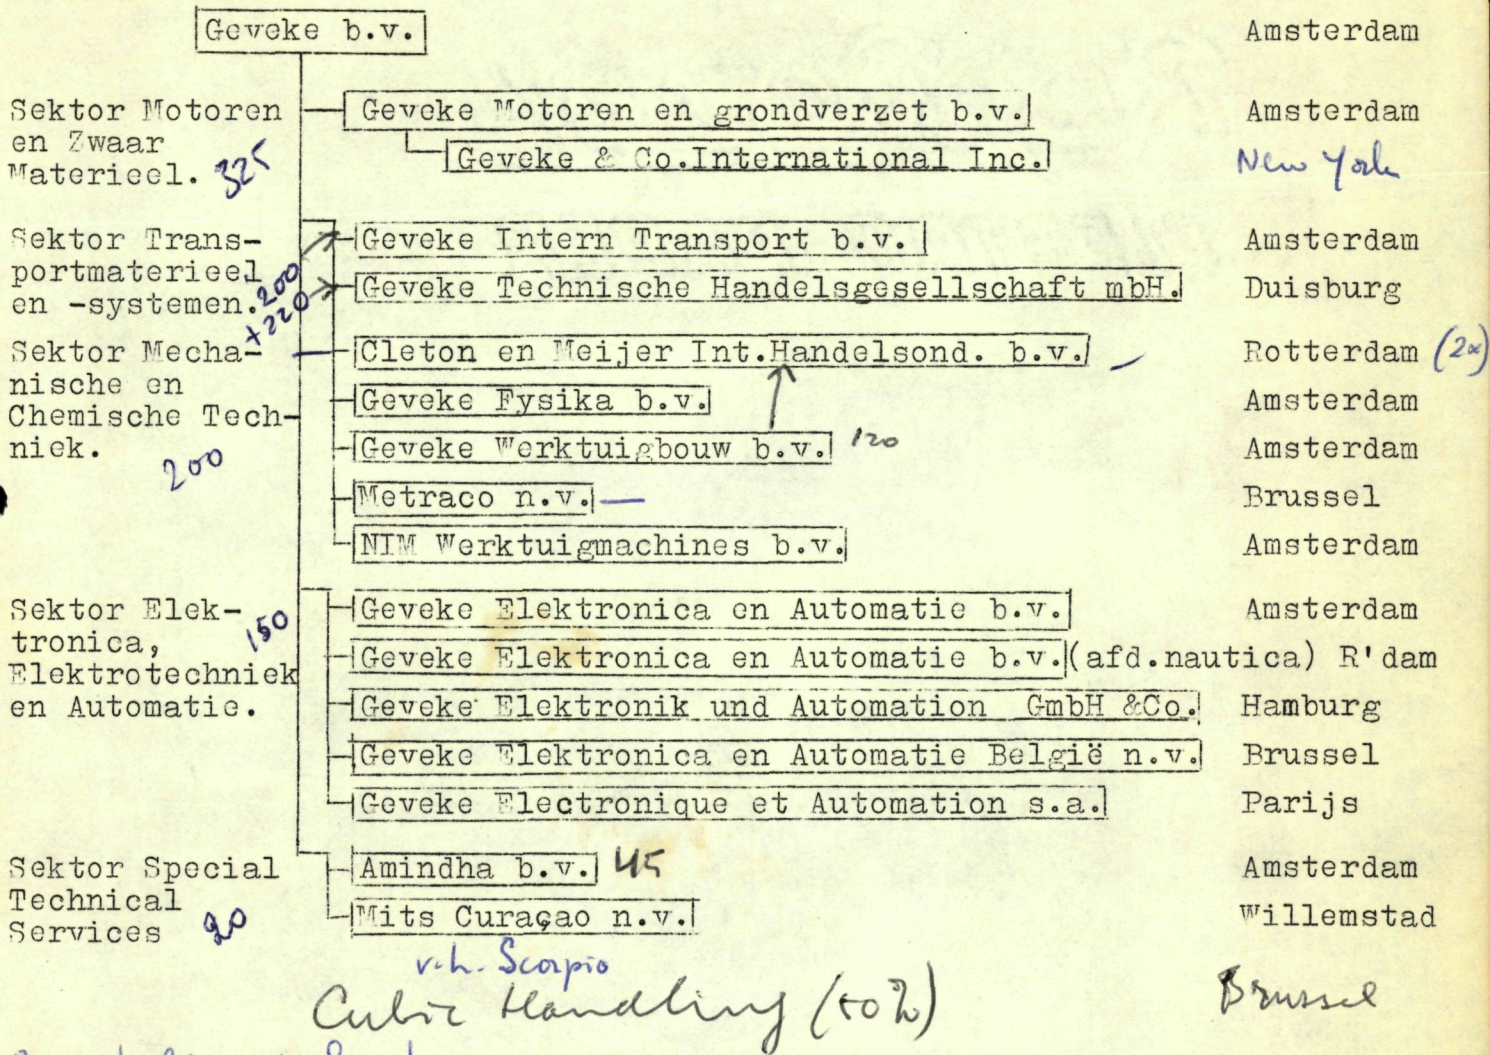 Geveke b.v. Amsterdam
Sektor Motoren Geveke Motoren en grondverzet b.v. Amsterdam
en Zwaar Geveke & Co.International Inc. New York
Materieel. 325
Sektor Trans- Geveke Intern Transport b.v. Amsterdam
portmaterieel 200 Geveke Technische Handelsgesellschaft mbH. Duisburg
en -systemen. +220
Sektor Mecha- Cleton en Meijer Int.Handelsond. b.v. Rotterdam (2x)
nische en Geveke Fysika b.v. Amsterdam
Chemische Tech-
niek. 200 Geveke Werktuigbouw b.v. 120 Amsterdam
Metraco n.v. Brussel
NIM Werktuigmachines b.v. Amsterdam
Sektor Elek- Geveke Elektronica en Automatie b.v. Amsterdam
tronica, 150 Geveke Elektronica en Automatie b.v.(afd.nautica) R'dam
Elektrotechniek
en Automatie. Geveke Elektronik und Automation GmbH &Co. Hamburg
Geveke Elektronica en Automatie België n.v. Brussel
Geveke Electronique et Automation s.a. Parijs
Sektor Special Amindha b.v. 45 Amsterdam
Technical Mits Curaçao n.v. Willemstad
Services 20
v.h. Scorpio
Cubic Handling (50%) Brussel